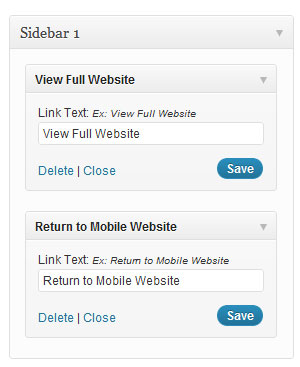 Sidebar 1
View Full Website
Link Text: Ex: View Full Website
View Full Website
Delete | Close
Save
Return to Mobile Website
Link Text: Ex: Return to Mobile Website
Return to Mobile Website
Delete | Close
Save